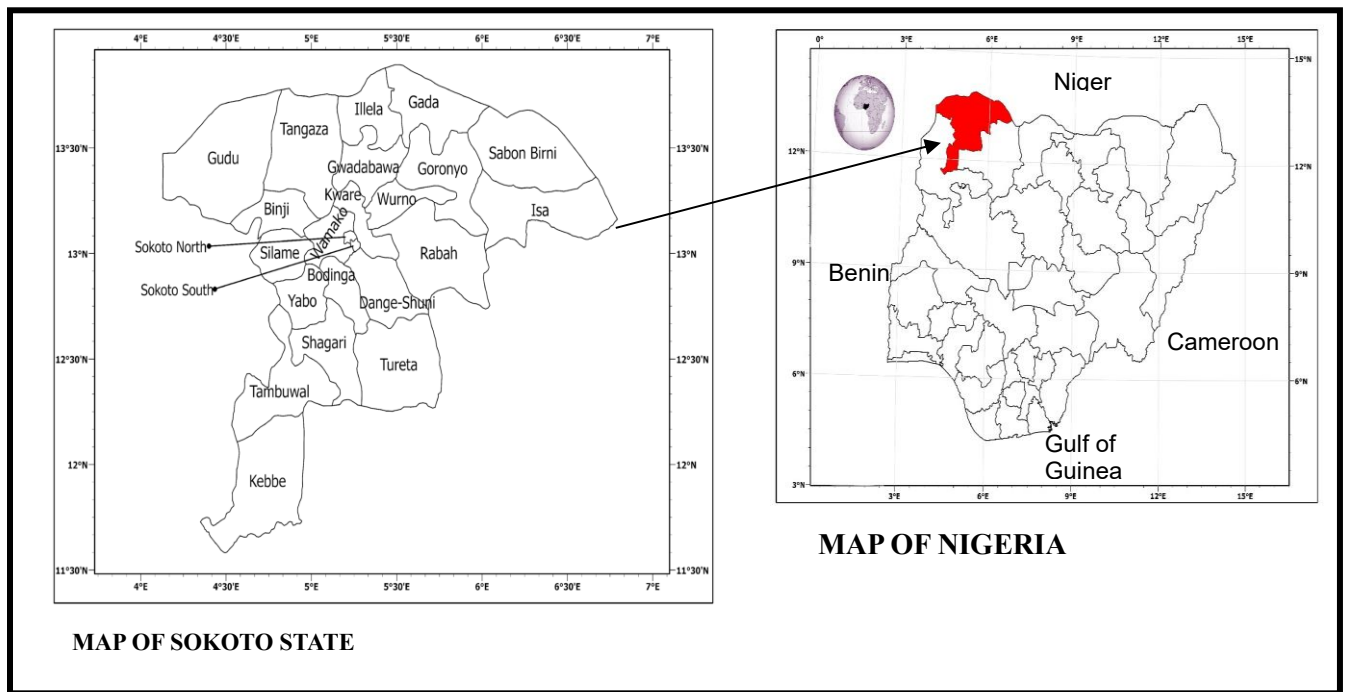 4°E 4°30'E 5°E 5°30'E 6°E 6°30'E 7°E
13°30'N 13°30'N
13°N 13°N
12°30'N 12°30'N
12°N 12°N
11°30'N 11°30'N
4°E 4°30'E 5°E 5°30'E 6°E 6°30'E 7°E
Illela
Gada
Tangaza
Gudu
Sabon Birni
Gwadabawa
Goronyo
Kware
Wurno
Binji
Isa
Wamako
Sokoto North
Silame
Rabah
Bodinga
Sokoto South
Yabo
Dange-Shuni
Shagari
Tureta
Tambuwal
Kebbe
MAP OF SOKOTO STATE
0° 3°E 6°E 9°E 12°E 15°E
15°N
Niger
12°N 12°N
9°N 9°N
Benin
Cameroon
6°N 6°N
Gulf of
Guinea
3°N
3°E 6°E 9°E 12°E 15°E
MAP OF NIGERIA